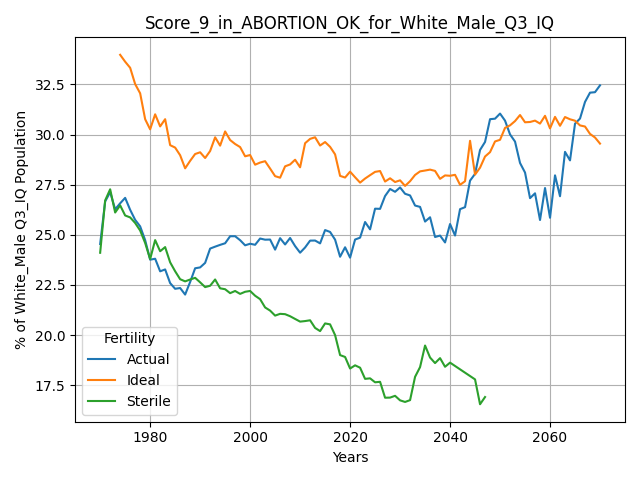 Score_9_in_ABORTION_OK_for_White_Male_Q3_IQ
% of White_Male Q3_IQ Population
32.5
30.0
27.5
25.0
22.5
20.0
17.5
Fertility
Actual
Ideal
Sterile
1980
2000
2020
2040
2060
Years